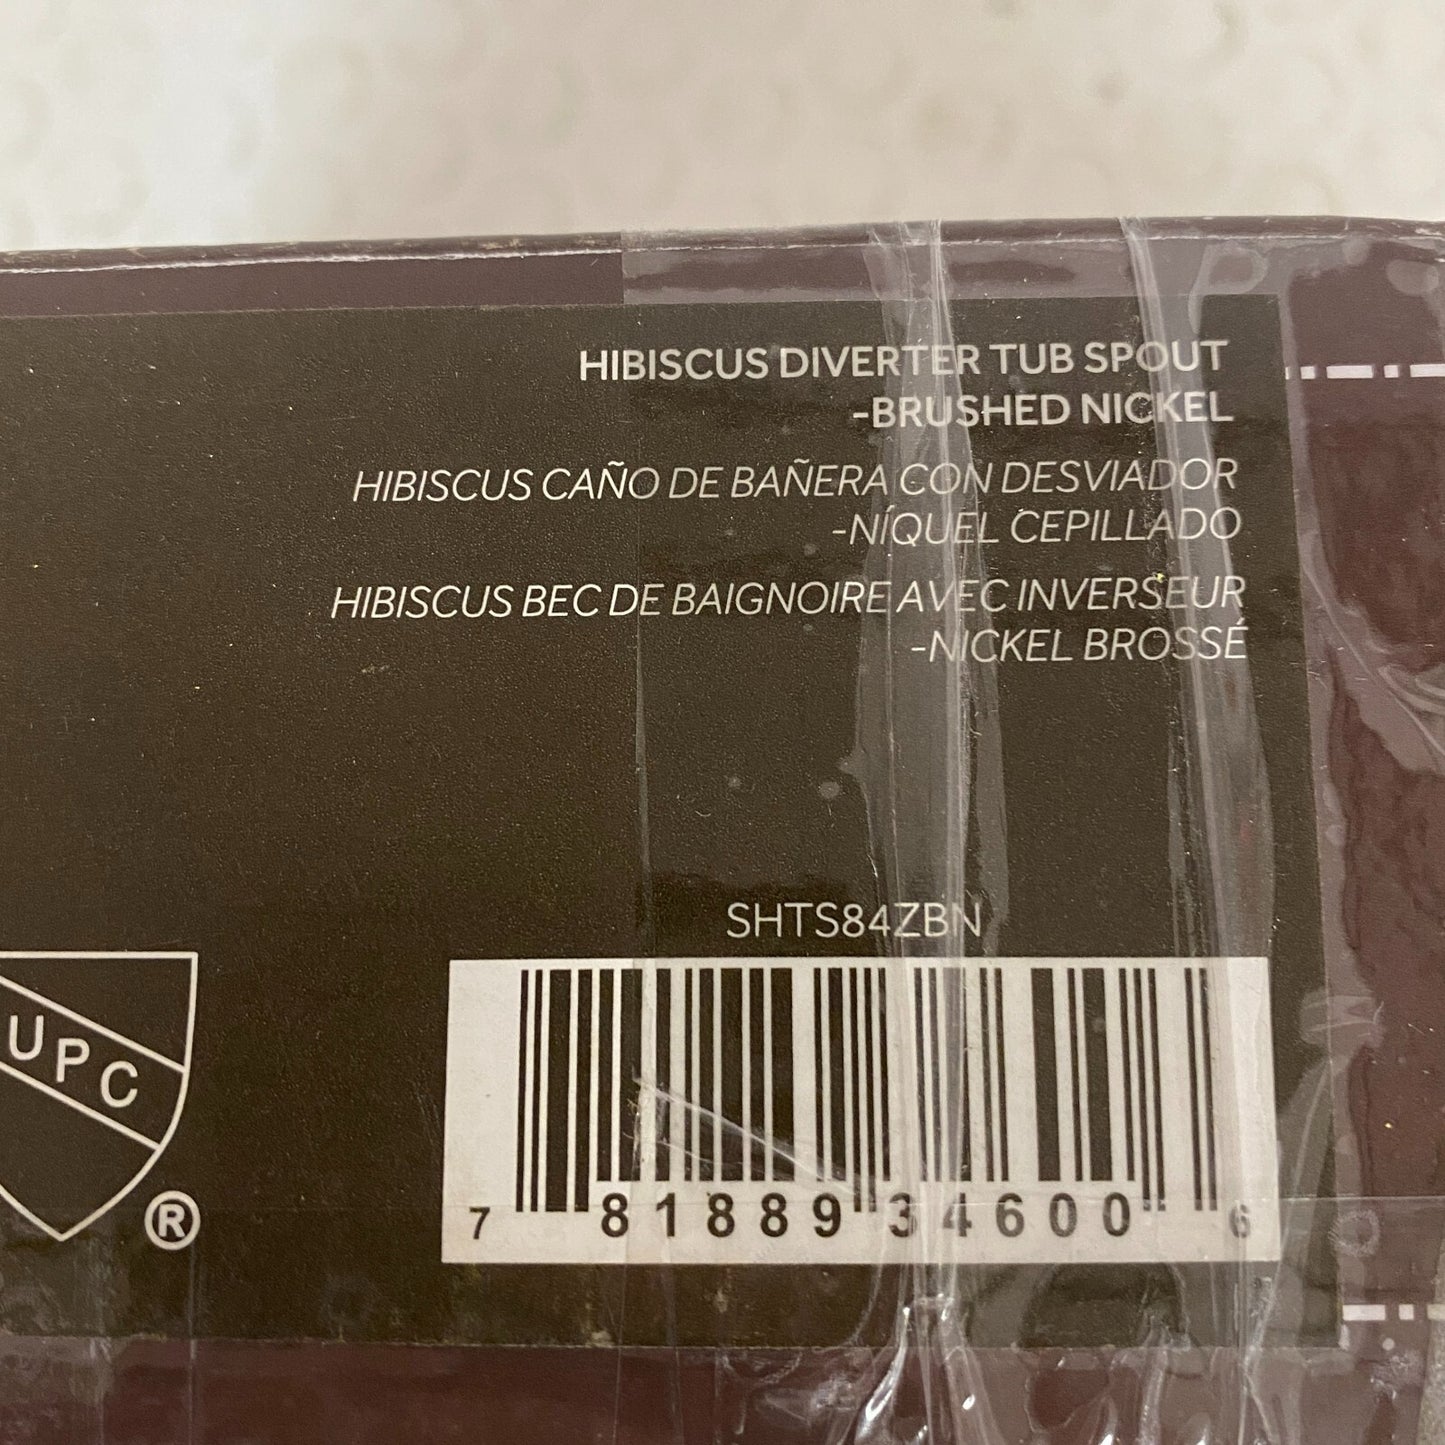 HIBISCUS DIVERTER TUB SPOUT
-BRUSHED NICKEL
HIBISCUS CAÑO DE BAÑERA CON DESVIADOR
-NÍQUEL CEPILLADO
HIBISCUS BEC DE BAIGNOIRE AVEC INVERSEUR
-NICKEL BROSSÉ
SHTS84ZBN
UPC
®
7 81889 34600 6